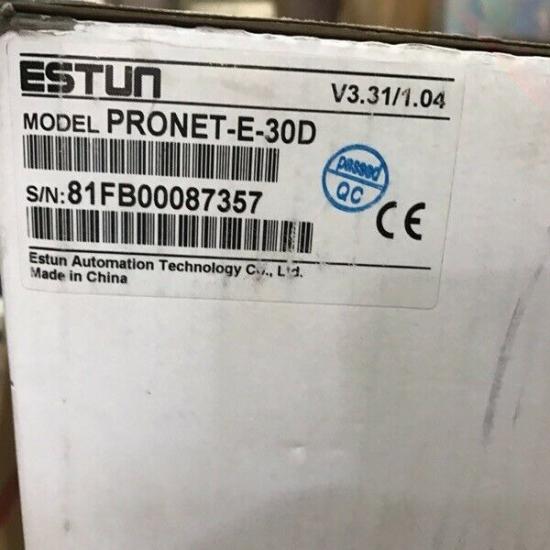 ESTUN
V3.31/1.04
MODEL PRONET-E-30D
passed
QC
S/N: 81FB00087357
CE
Estun Automation Technology Co., Ltd.
Made in China